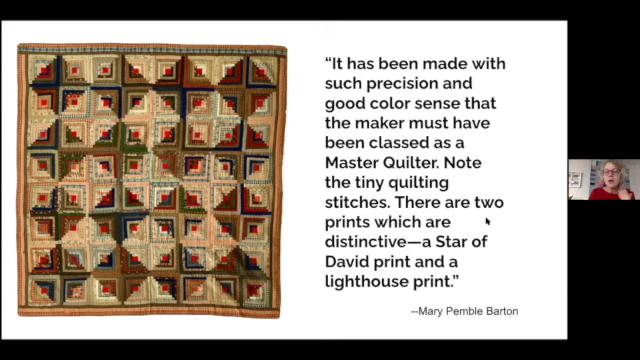 “It has been made with
such precision and
good color sense that
the maker must have
been classed as a
Master Quilter. Note
the tiny quilting
stitches. There are two
prints which are
distinctive—a Star of
David print and a
lighthouse print.”
--Mary Pemble Barton